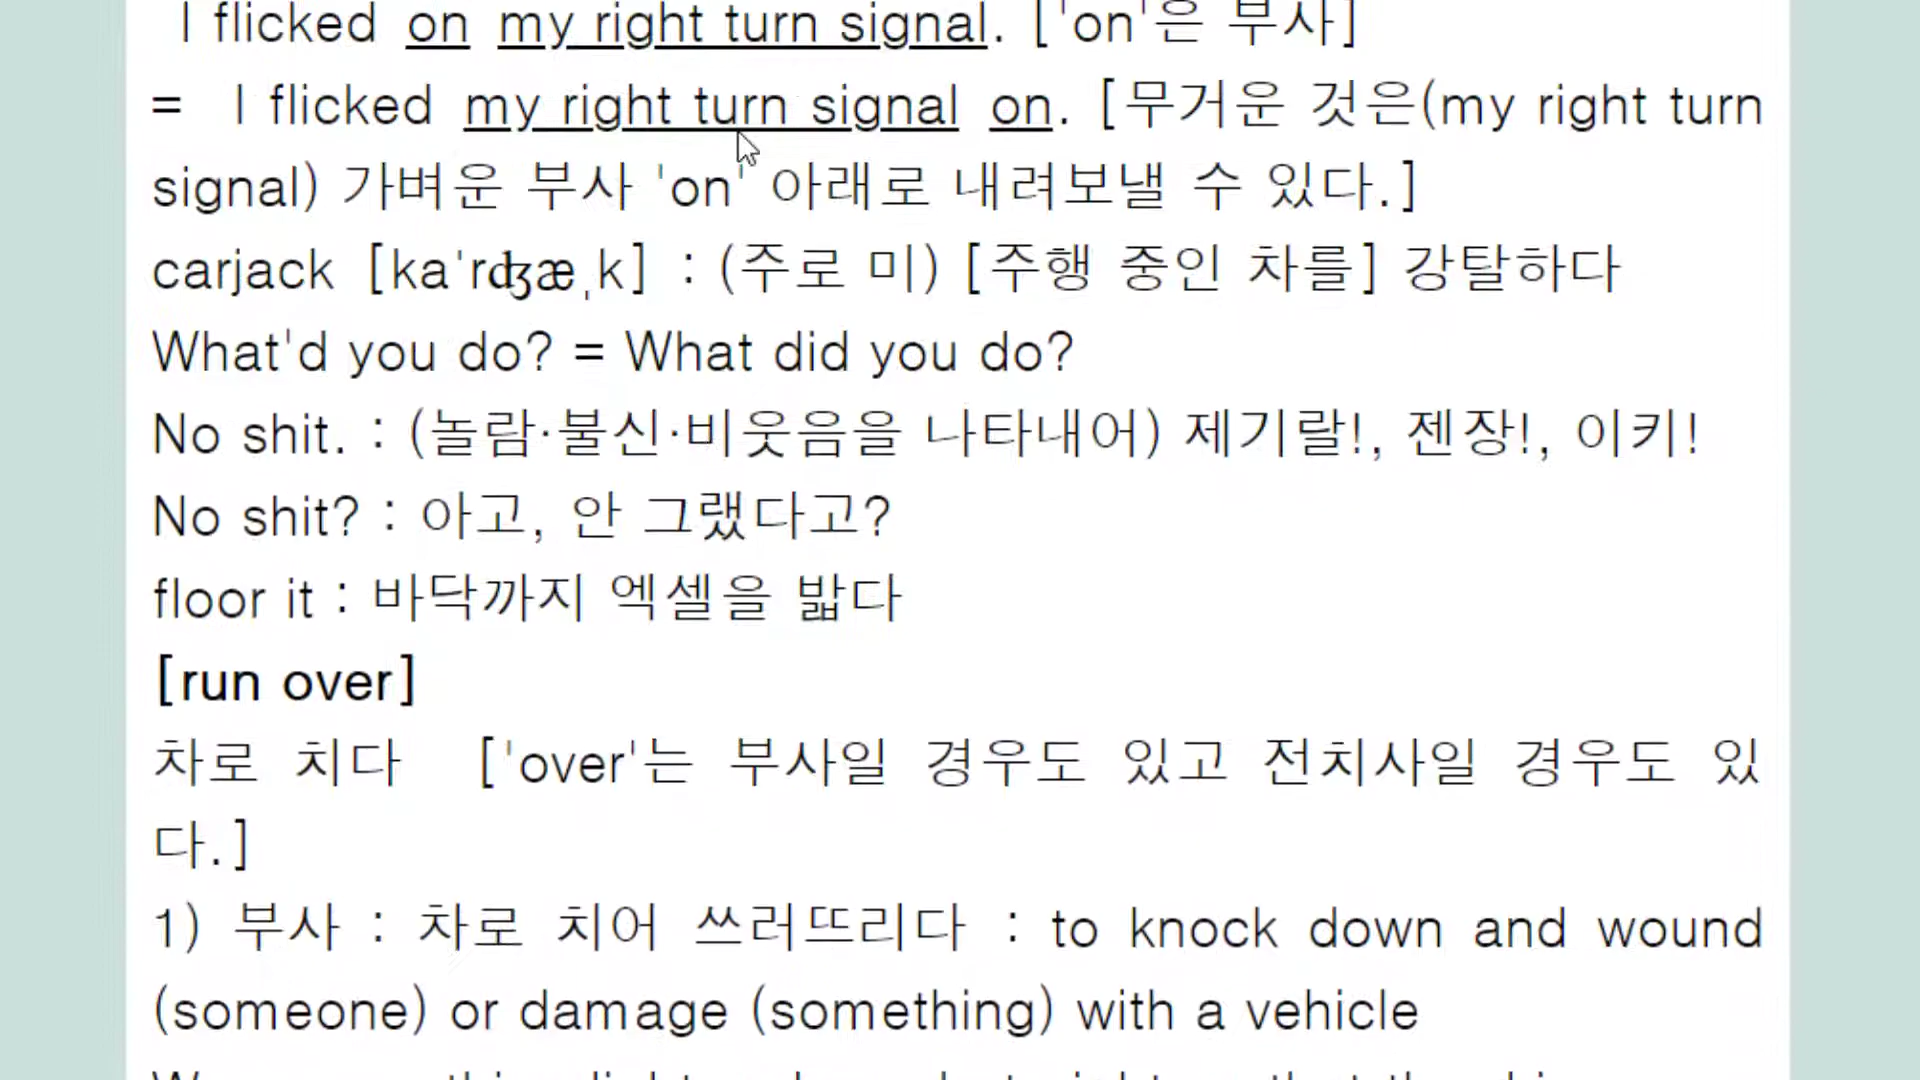 I flicked on my right turn signal. ['on'은 부사]
= I flicked my right turn signal on. [무거운 것은(my right turn
signal) 가벼운 부사 'on' 아래로 내려보낼 수 있다.]
carjack [kaˈrʤæˌk] : (주로 미) [주행 중인 차를] 강탈하다
What'd you do? = What did you do?
No shit. : (놀람·불신·비웃음을 나타내어) 제기랄!, 젠장!, 이키!
No shit? : 아고, 안 그랬다고?
floor it : 바닥까지 엑셀을 밟다
[run over]
차로 치다 ['over'는 부사일 경우도 있고 전치사일 경우도 있
다.]
1) 부사 : 차로 치어 쓰러뜨리다 : to knock down and wound
(someone) or damage (something) with a vehicle